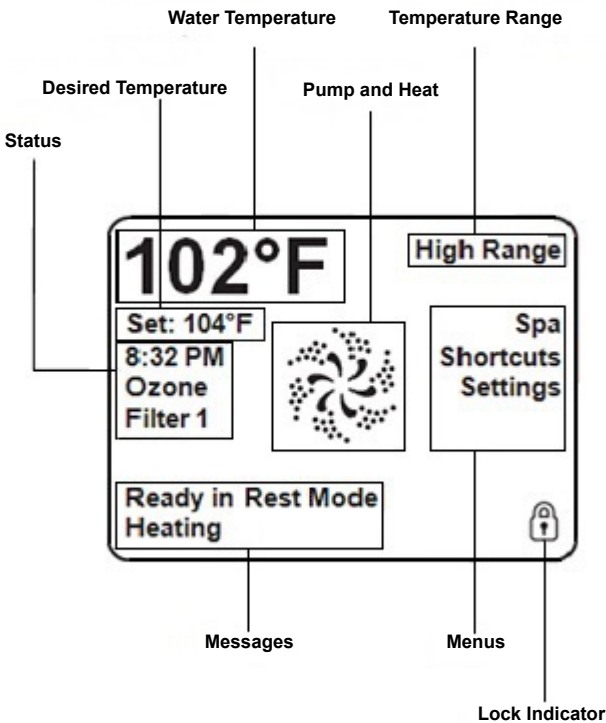 Water Temperature
Temperature Range
Desired Temperature
Pump and Heat
Status
102°F
High Range
Set: 104°F
8:32 PM
Ozone
Filter 1
Spa
Shortcuts
Settings
Ready in Rest Mode
Heating
Messages
Menus
Lock Indicator